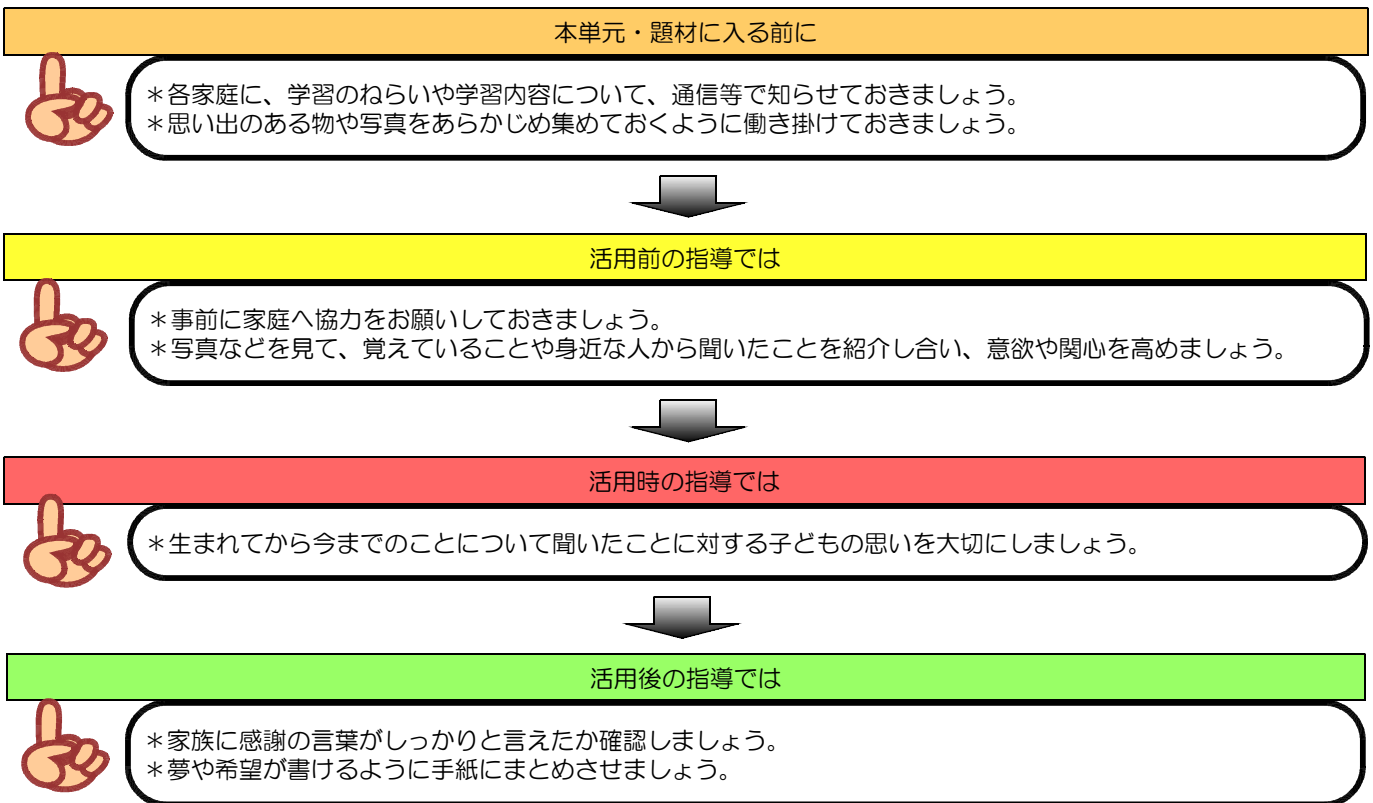 本単元・題材に入る前に
＊各家庭に、学習のねらいや学習内容について、通信等で知らせておきましょう。
＊思い出のある物や写真をあらかじめ集めておくように働き掛けておきましょう。
活用前の指導では
＊事前に家庭へ協力をお願いしておきましょう。
＊写真などを見て、覚えていることや身近な人から聞いたことを紹介し合い、意欲や関心を高めましょう。
活用時の指導では
＊生まれてから今までのことについて聞いたことに対する子どもの思いを大切にしましょう。
活用後の指導では
＊家族に感謝の言葉がしっかりと言えたか確認しましょう。
＊夢や希望が書けるように手紙にまとめさせましょう。